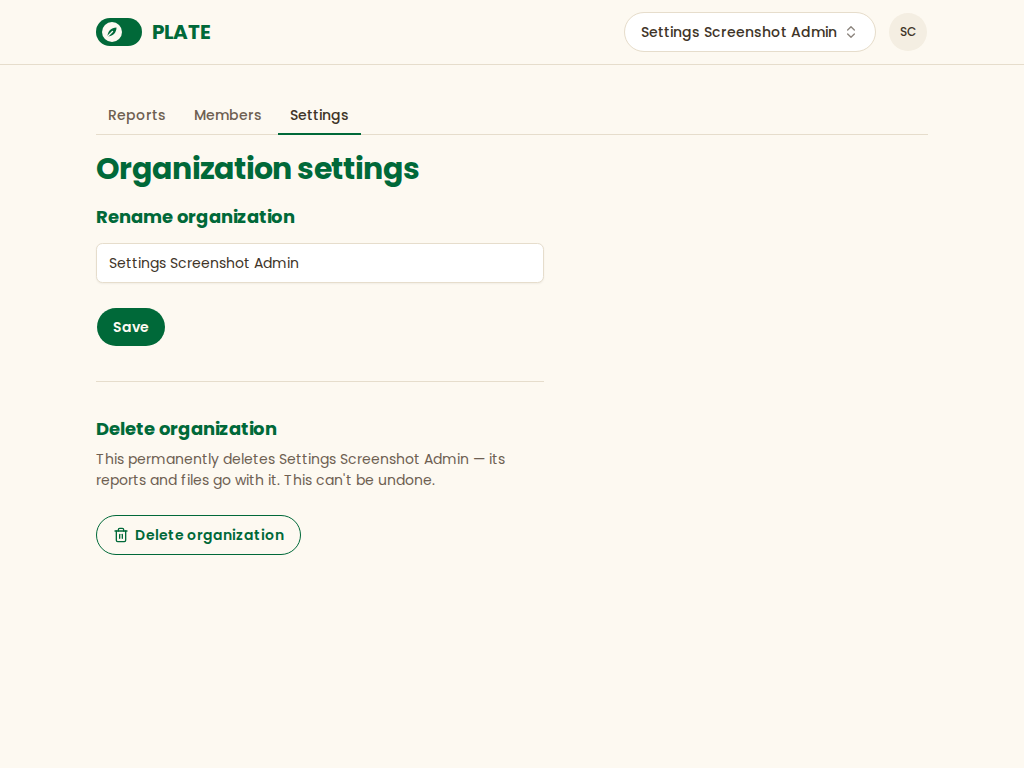 PLATE
Settings Screenshot Admin
SC
Reports
Members
Settings
Organization settings
Rename organization
Settings Screenshot Admin
Save
Delete organization
This permanently deletes Settings Screenshot Admin — its
reports and files go with it. This can't be undone.
Delete organization